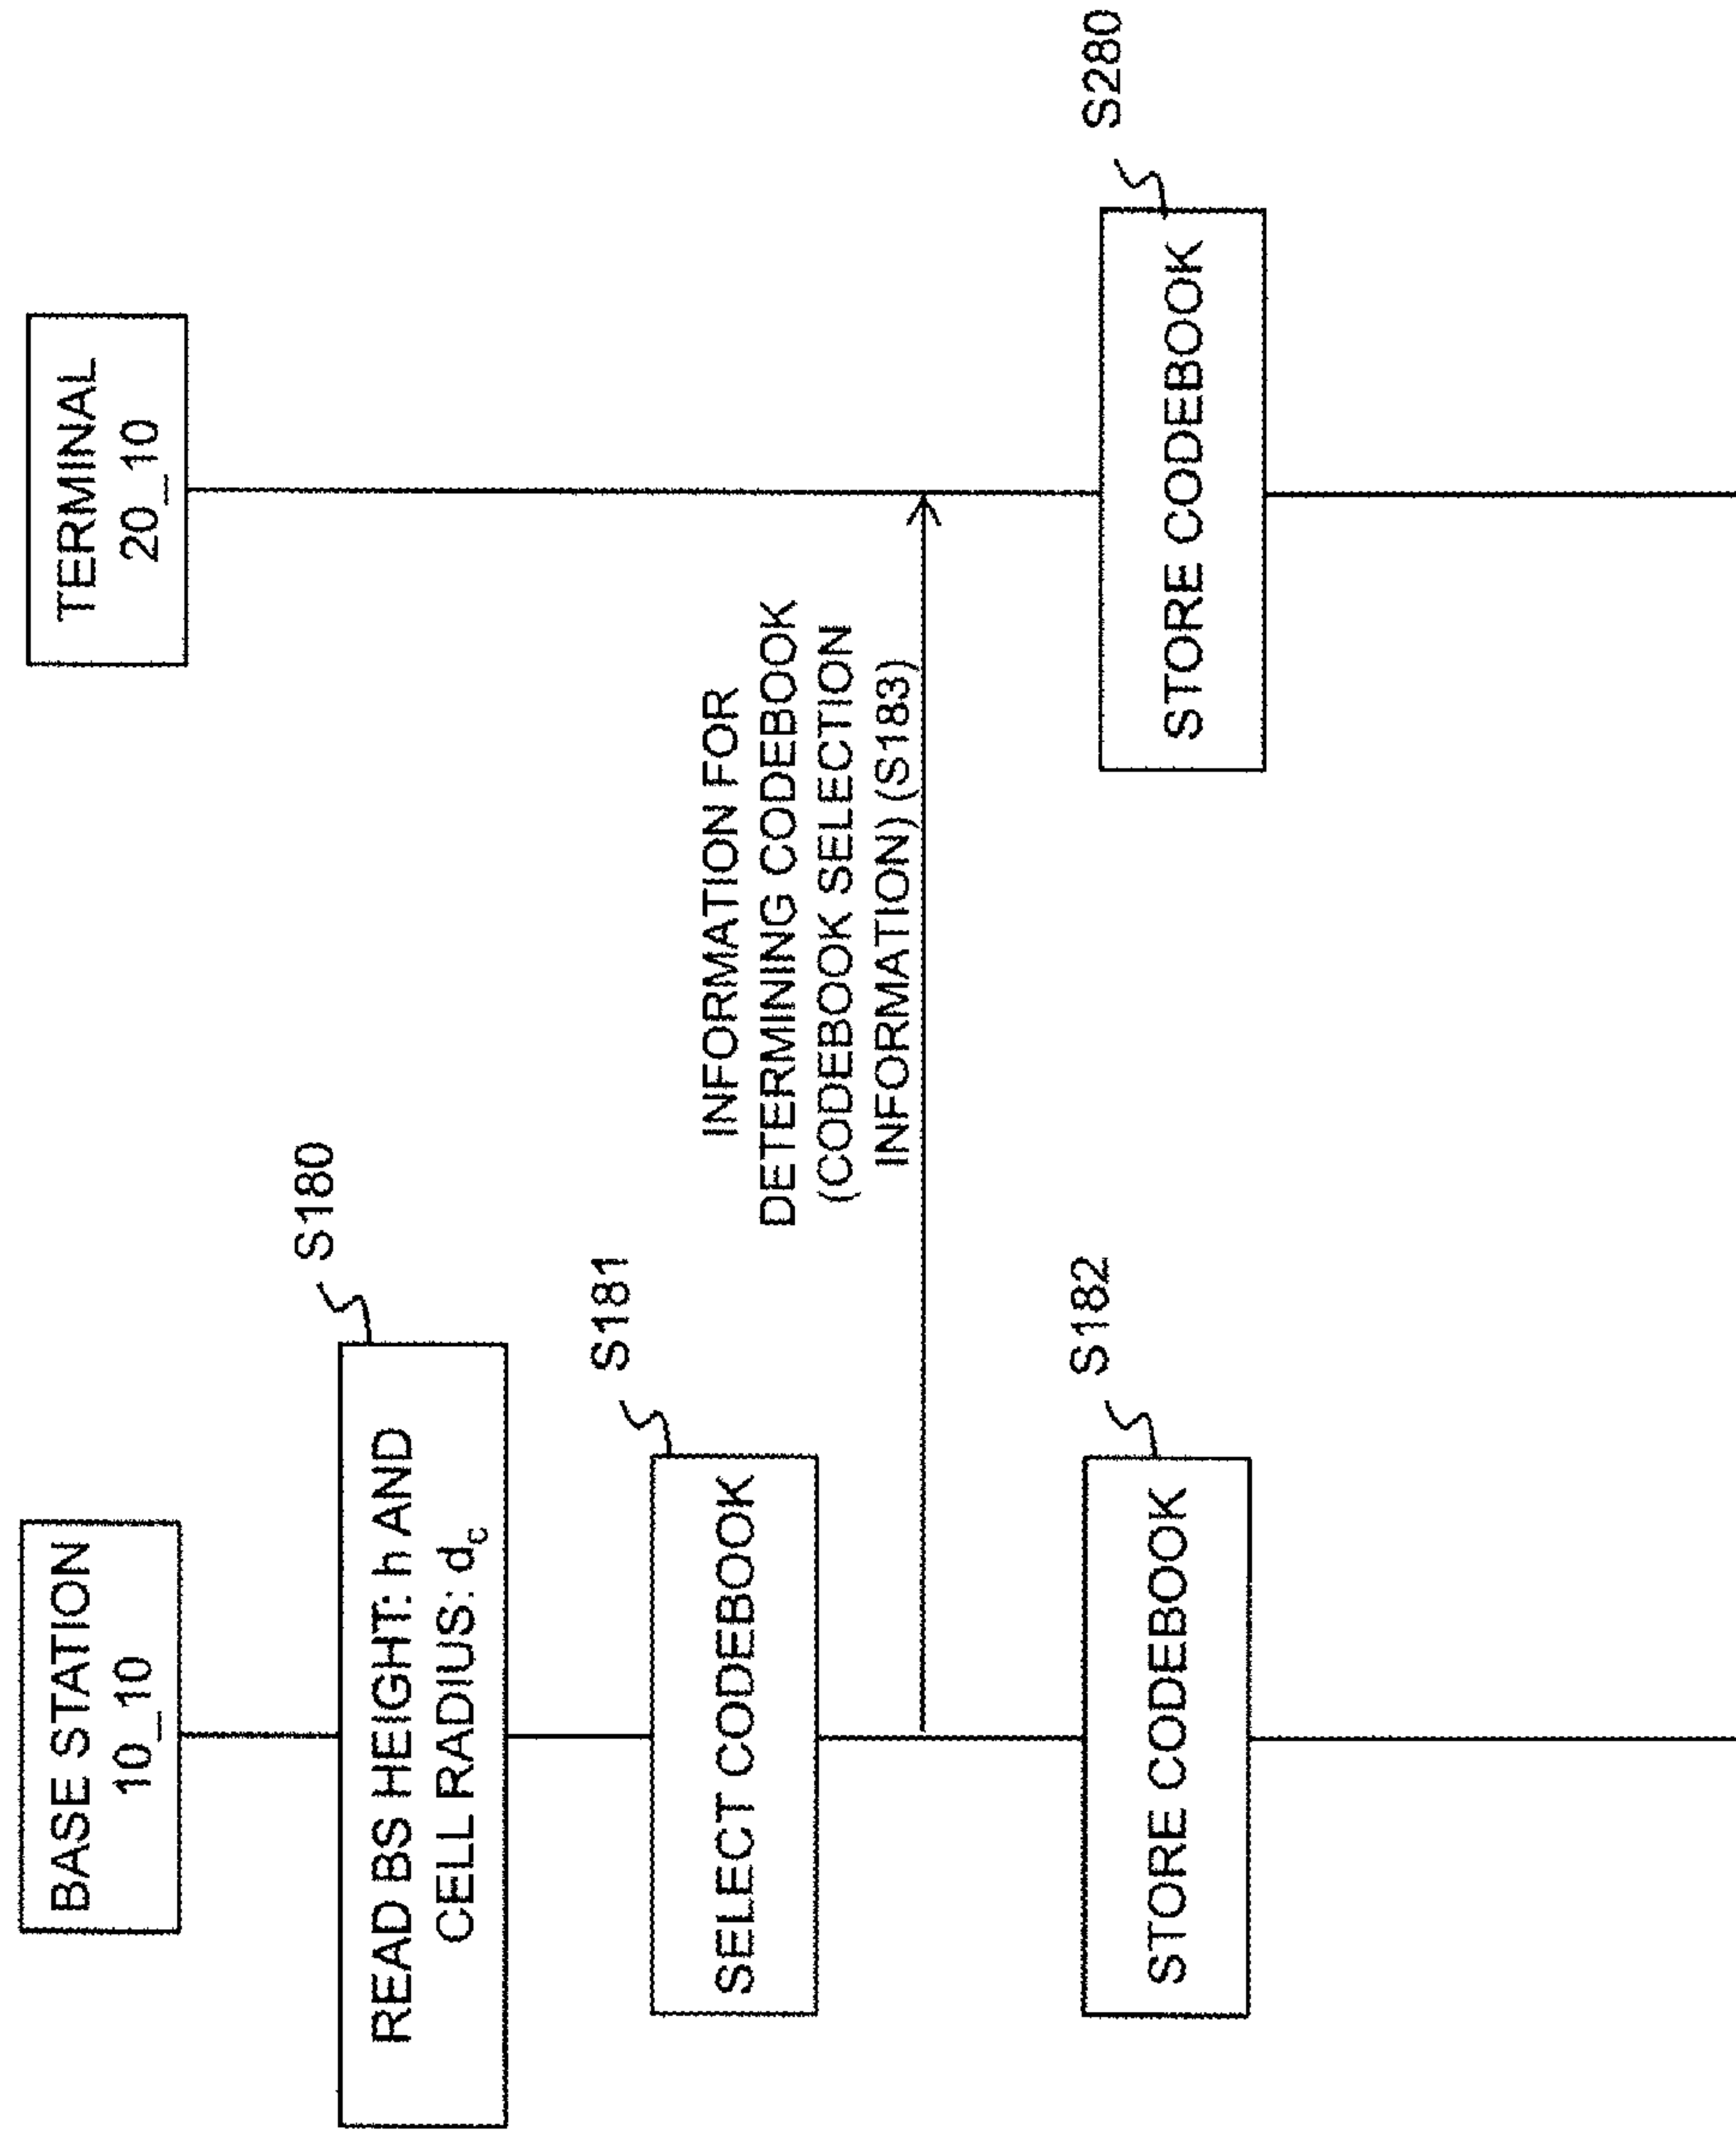 BASE STATION
10_10
TERMINAL
20_10
S180
READ BS HEIGHT: h AND
CELL RADIUS: dc
S181
SELECT CODEBOOK
INFORMATION FOR
DETERMINING CODEBOOK
(CODEBOOK SELECTION
INFORMATION) (S183)
S182
STORE CODEBOOK
S280
STORE CODEBOOK